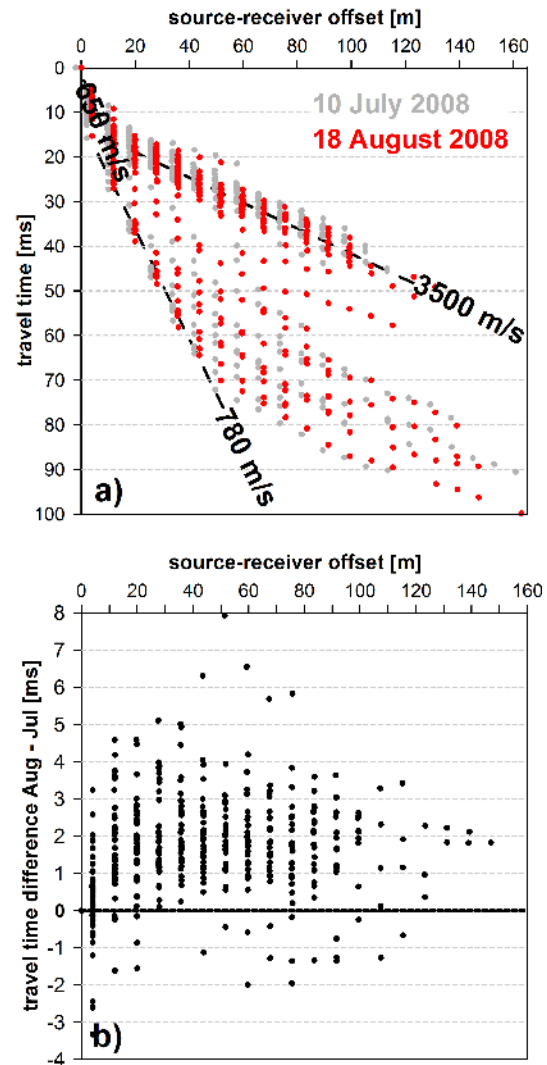 source-receiver offset [m]
0 20 40 60 80 100 120 140 160
0
10
20
30
40
50
60
70
80
90
100
travel time [ms]
10 July 2008
18 August 2008
650 m/s
3500 m/s
780 m/s
a)
source-receiver offset [m]
0 20 40 60 80 100 120 140 160
8
7
6
5
4
3
2
1
0
-1
-2
-3
-4
travel time difference Aug - Jul [ms]
b)